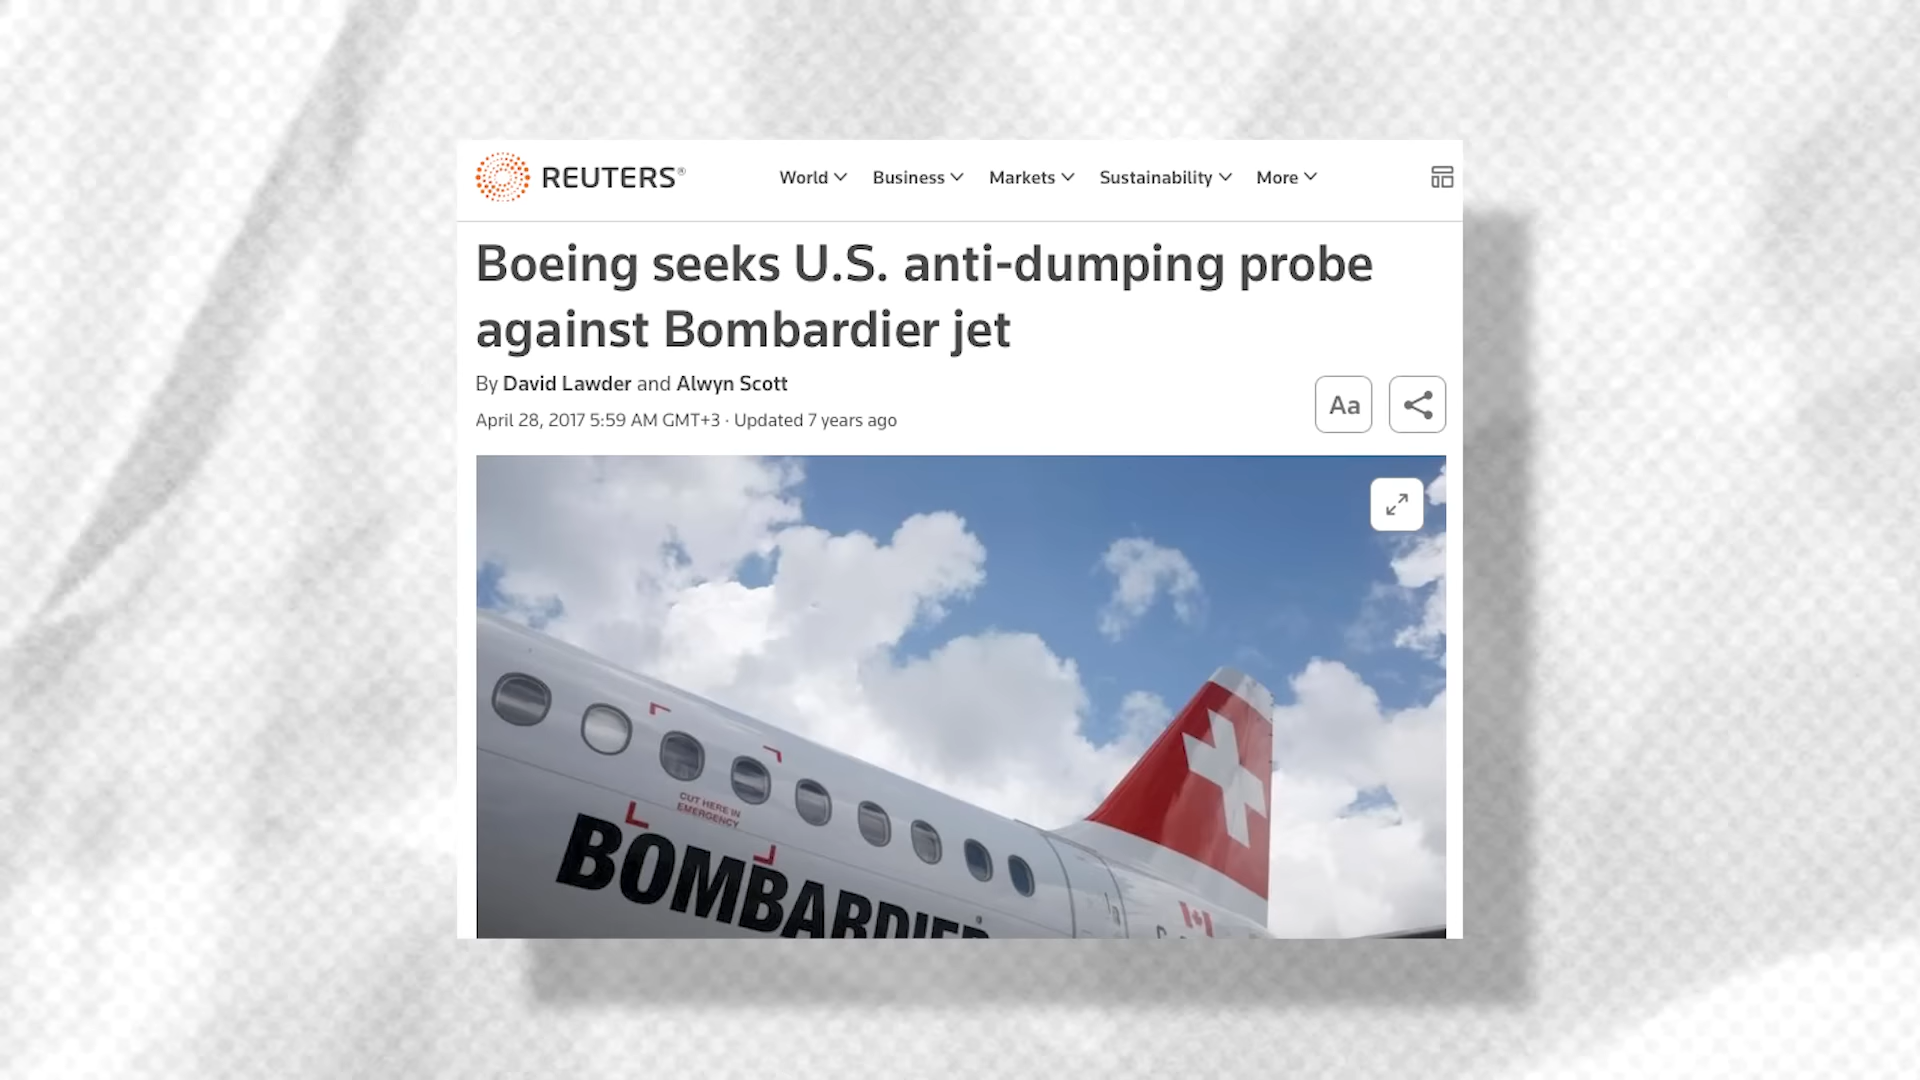 REUTERS®
World Business Markets Sustainability More
Boeing seeks U.S. anti-dumping probe
against Bombardier jet
By David Lawder and Alwyn Scott
April 28, 2017 5:59 AM GMT+3 · Updated 7 years ago
Aa
CUT HERE IN
EMERGENCY
BOMBARDIER